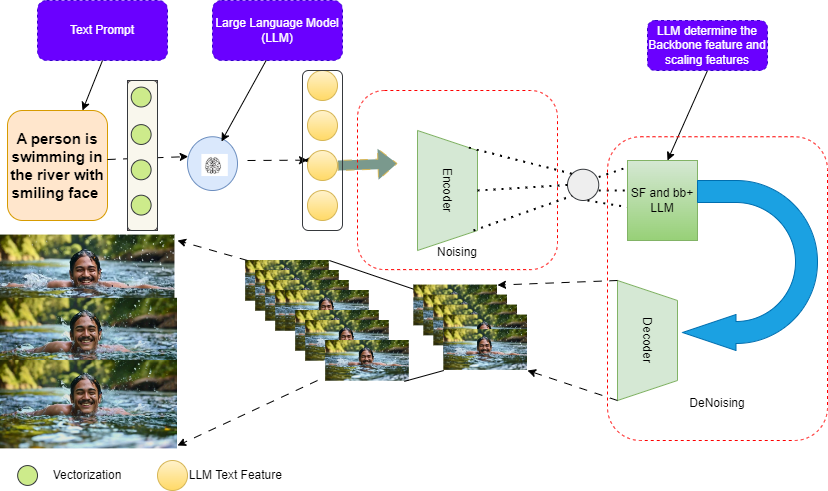 Text Prompt
Large Language Model
(LLM)
LLM determine the
Backbone feature and
scaling features
A person is
swimming in
the river with
smiling face
Encoder
Noising
SF and bb+
LLM
Decoder
DeNoising
Vectorization
LLM Text Feature